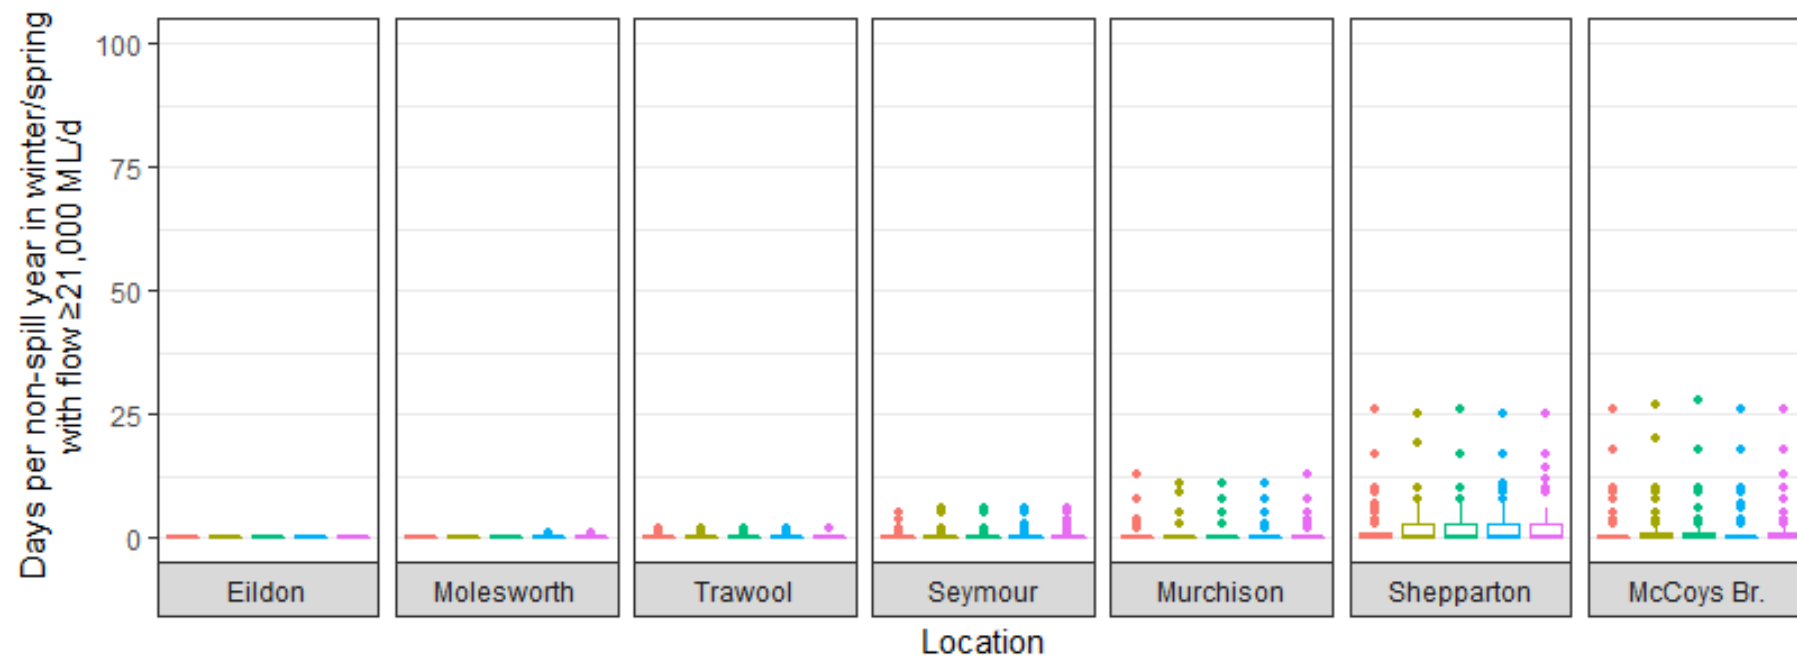 Days per non-spill year in winter/spring
with flow ≥21,000 ML/d
100
75
50
25
0
Eildon
Molesworth
Trawool
Seymour
Murchison
Shepparton
McCoys Br.
Location